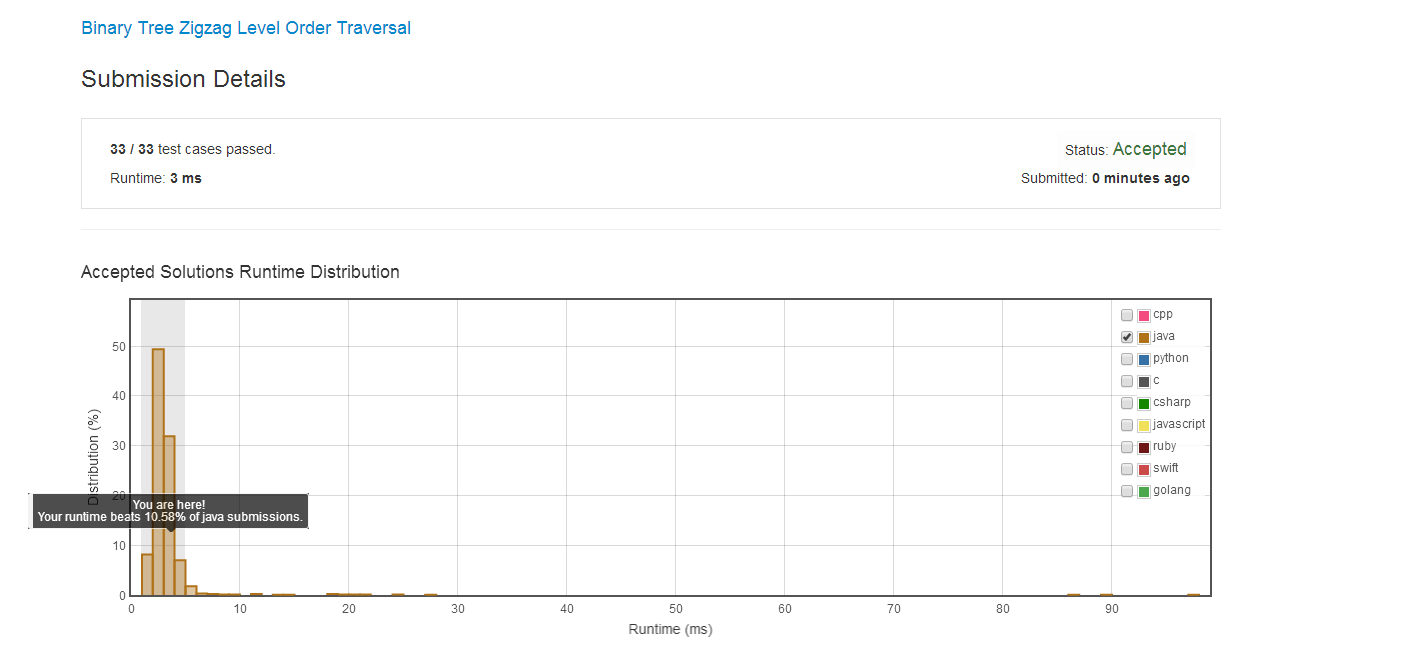 Binary Tree Zigzag Level Order Traversal
Submission Details
33 / 33 test cases passed.
Status: Accepted
Runtime: 3 ms
Submitted: 0 minutes ago
Accepted Solutions Runtime Distribution
cpp
java
python
c
csharp
javascript
ruby
swift
golang
Distribution (%)
50
40
30
20
10
0
You are here!
Your runtime beats 10.58% of java submissions.
0 10 20 30 40 50 60 70 80 90
Runtime (ms)